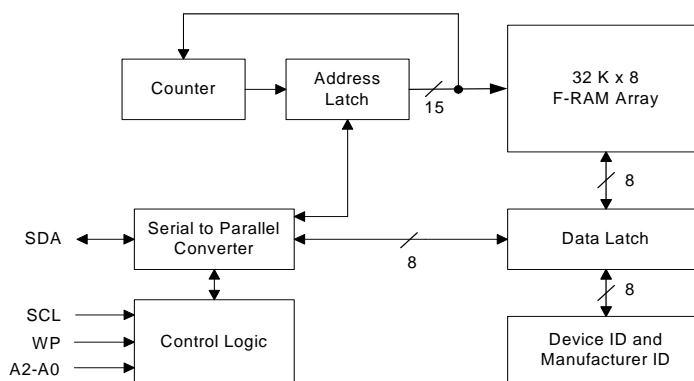 Counter
Address
Latch
15
32 K x 8
F-RAM Array
8
SDA
Serial to Parallel
Converter
8
Data Latch
8
SCL
WP
A2-A0
Control Logic
Device ID and
Manufacturer ID